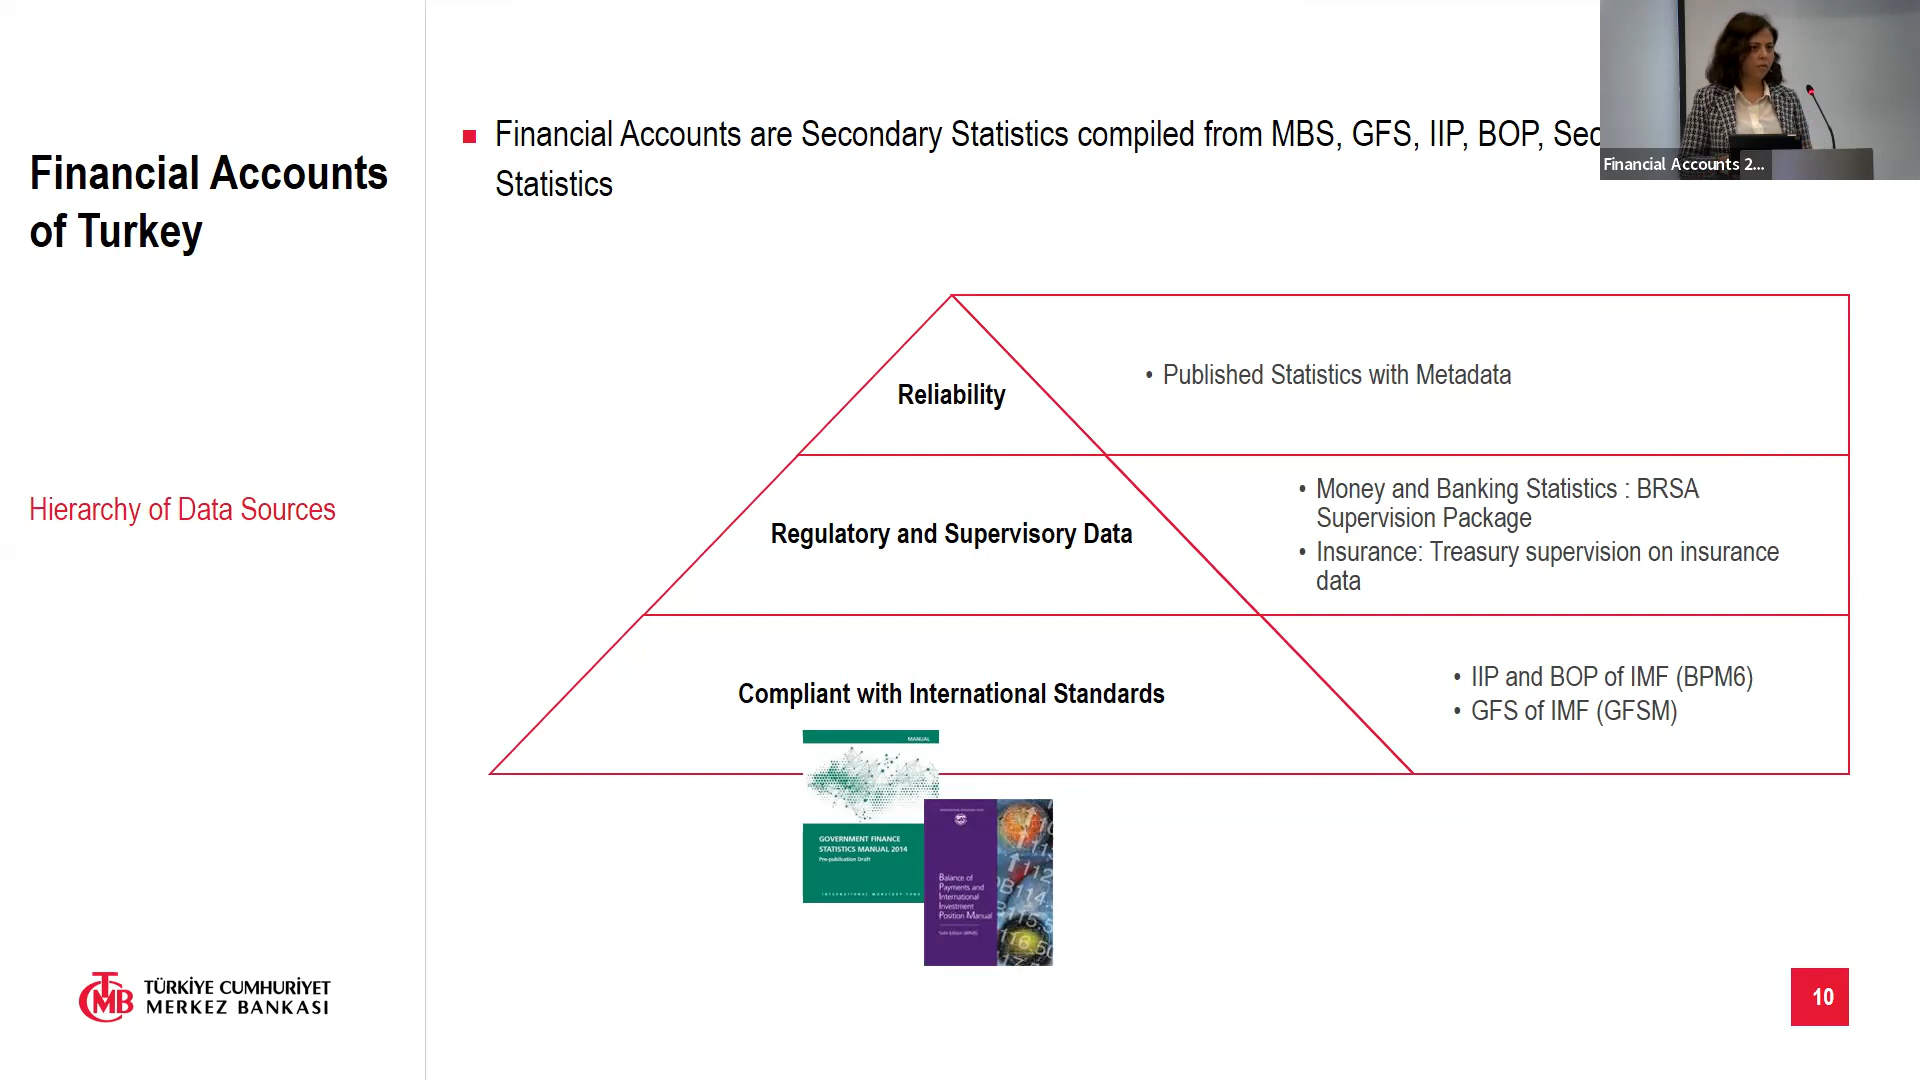 Financial Accounts
of Turkey
Hierarchy of Data Sources
Financial Accounts are Secondary Statistics compiled from MBS, GFS, IIP, BOP, Sec
Statistics
Financial Accounts 2...
Reliability
• Published Statistics with Metadata
Regulatory and Supervisory Data
• Money and Banking Statistics : BRSA
Supervision Package
• Insurance: Treasury supervision on insurance
data
Compliant with International Standards
• IIP and BOP of IMF (BPM6)
• GFS of IMF (GFSM)
MANUAL
GOVERNMENT FINANCE
STATISTICS MANUAL 2014
Pre-publication Draft
INTERNATIONAL MONETARY FUND
Balance of
Payments and
International
Investment
Position Manual
TCMB
TÜRKİYE CUMHURİYET
MERKEZ BANKASI
10